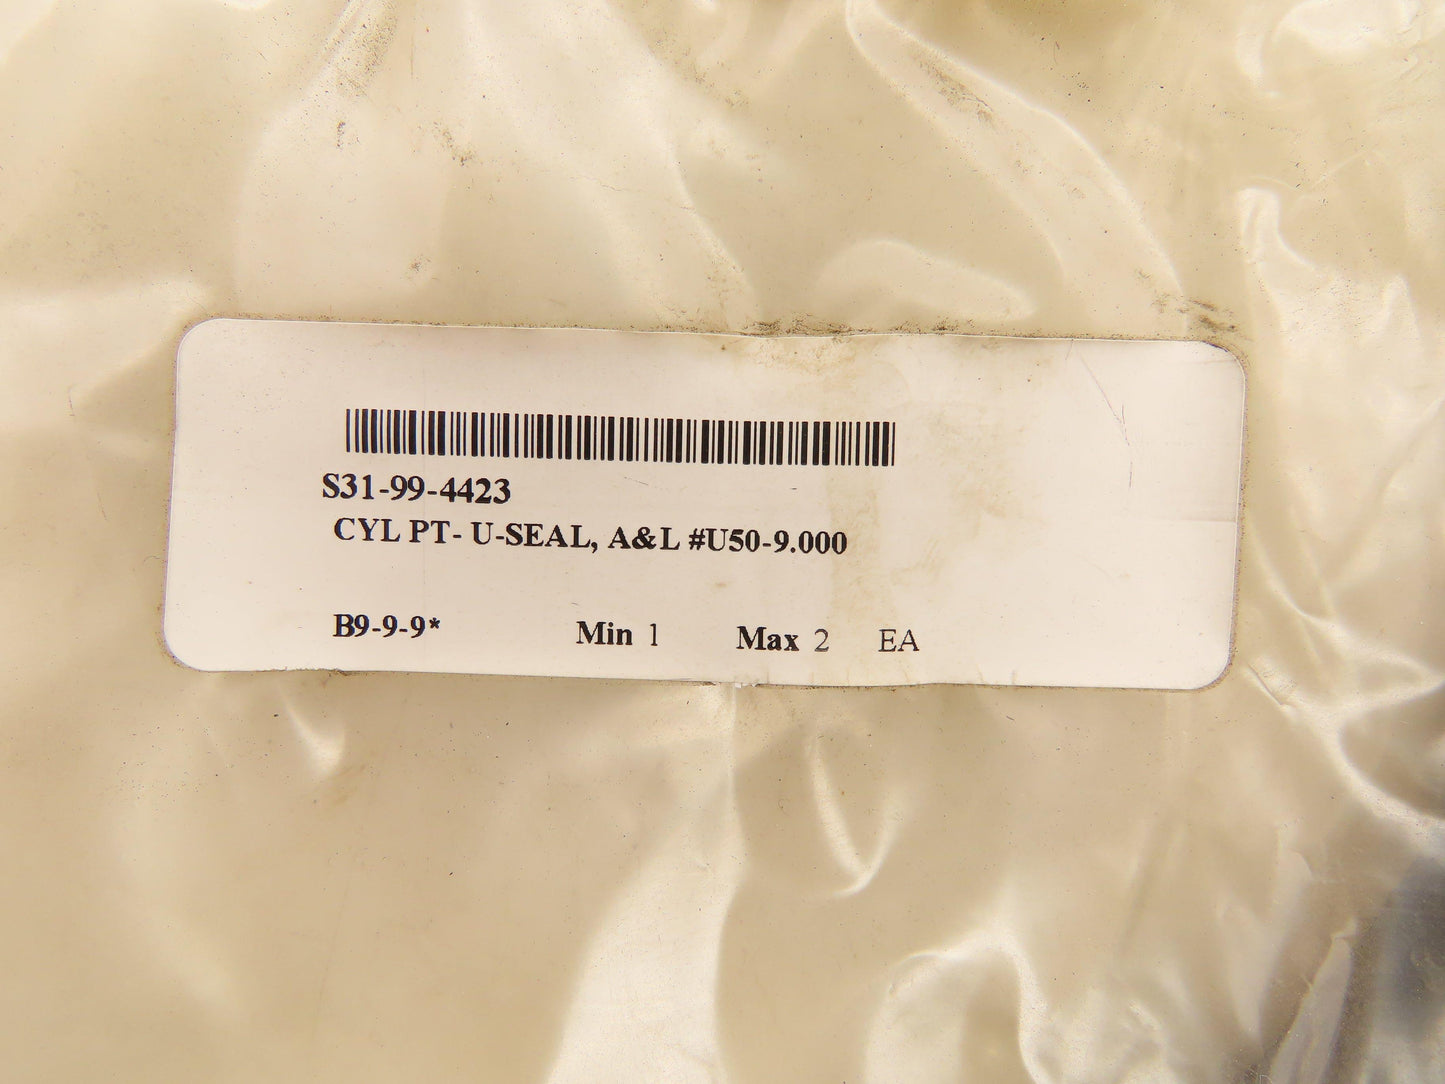 S31-99-4423
CYL PT- U-SEAL, A&L #U50-9.000
B9-9-9* Min 1 Max 2 EA